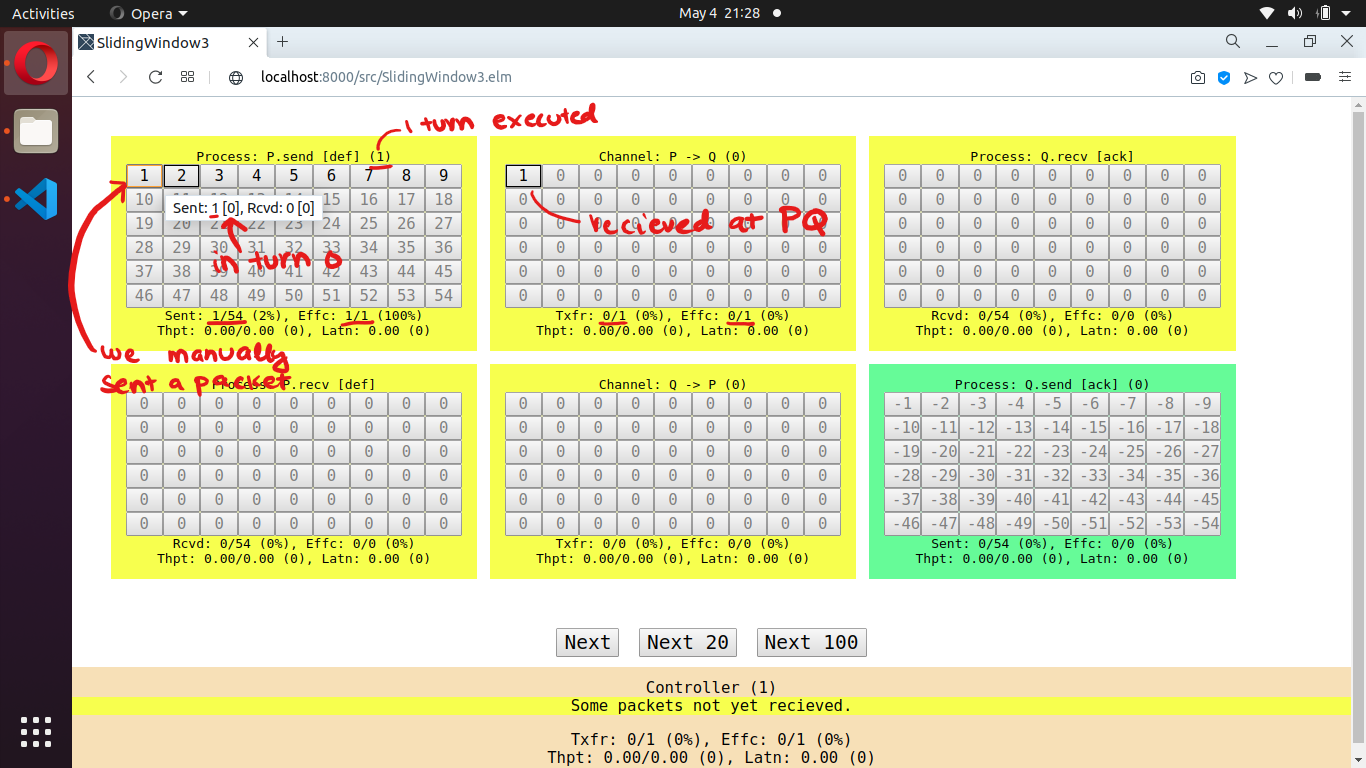 Activities Opera May 4 21:28
SlidingWindow3
localhost:8000/src/SlidingWindow3.elm
1 turn executed
Process: P.send [def] (1)
1 2 3 4 5 6 7 8 9
10 15 16 17 18
Sent: 1 [0], Rcvd: 0 [0]
19 20 22 23 24 25 26 27
in turn 0
28 29 30 31 32 33 34 35 36
37 38 39 40 41 42 43 44 45
46 47 48 49 50 51 52 53 54
Sent: 1/54 (2%), Effc: 1/1 (100%)
Thpt: 0.00/0.00 (0), Latn: 0.00 (0)
we manually
sent a packet
Channel: P -> Q (0)
1 0 0 0 0 0 0 0 0
0 0 0 0 0 0 0 0 0
0 0 0 0 0 0 0 0 0
recieved at PQ
0 0 0 0 0 0 0 0 0
0 0 0 0 0 0 0 0 0
0 0 0 0 0 0 0 0 0
Txfr: 0/1 (0%), Effc: 0/1 (0%)
Thpt: 0.00/0.00 (0), Latn: 0.00 (0)
Process: Q.recv [ack]
0 0 0 0 0 0 0 0 0
0 0 0 0 0 0 0 0 0
0 0 0 0 0 0 0 0 0
0 0 0 0 0 0 0 0 0
0 0 0 0 0 0 0 0 0
0 0 0 0 0 0 0 0 0
Rcvd: 0/54 (0%), Effc: 0/0 (0%)
Thpt: 0.00/0.00 (0), Latn: 0.00 (0)
Process: P.recv [def]
0 0 0 0 0 0 0 0 0
0 0 0 0 0 0 0 0 0
0 0 0 0 0 0 0 0 0
0 0 0 0 0 0 0 0 0
0 0 0 0 0 0 0 0 0
0 0 0 0 0 0 0 0 0
Rcvd: 0/54 (0%), Effc: 0/0 (0%)
Thpt: 0.00/0.00 (0), Latn: 0.00 (0)
Channel: Q -> P (0)
0 0 0 0 0 0 0 0 0
0 0 0 0 0 0 0 0 0
0 0 0 0 0 0 0 0 0
0 0 0 0 0 0 0 0 0
0 0 0 0 0 0 0 0 0
0 0 0 0 0 0 0 0 0
Txfr: 0/0 (0%), Effc: 0/0 (0%)
Thpt: 0.00/0.00 (0), Latn: 0.00 (0)
Process: Q.send [ack] (0)
-1 -2 -3 -4 -5 -6 -7 -8 -9
-10 -11 -12 -13 -14 -15 -16 -17 -18
-19 -20 -21 -22 -23 -24 -25 -26 -27
-28 -29 -30 -31 -32 -33 -34 -35 -36
-37 -38 -39 -40 -41 -42 -43 -44 -45
-46 -47 -48 -49 -50 -51 -52 -53 -54
Sent: 0/54 (0%), Effc: 0/0 (0%)
Thpt: 0.00/0.00 (0), Latn: 0.00 (0)
Next Next 20 Next 100
Controller (1)
Some packets not yet recieved.
Txfr: 0/1 (0%), Effc: 0/1 (0%)
Thpt: 0.00/0.00 (0), Latn: 0.00 (0)